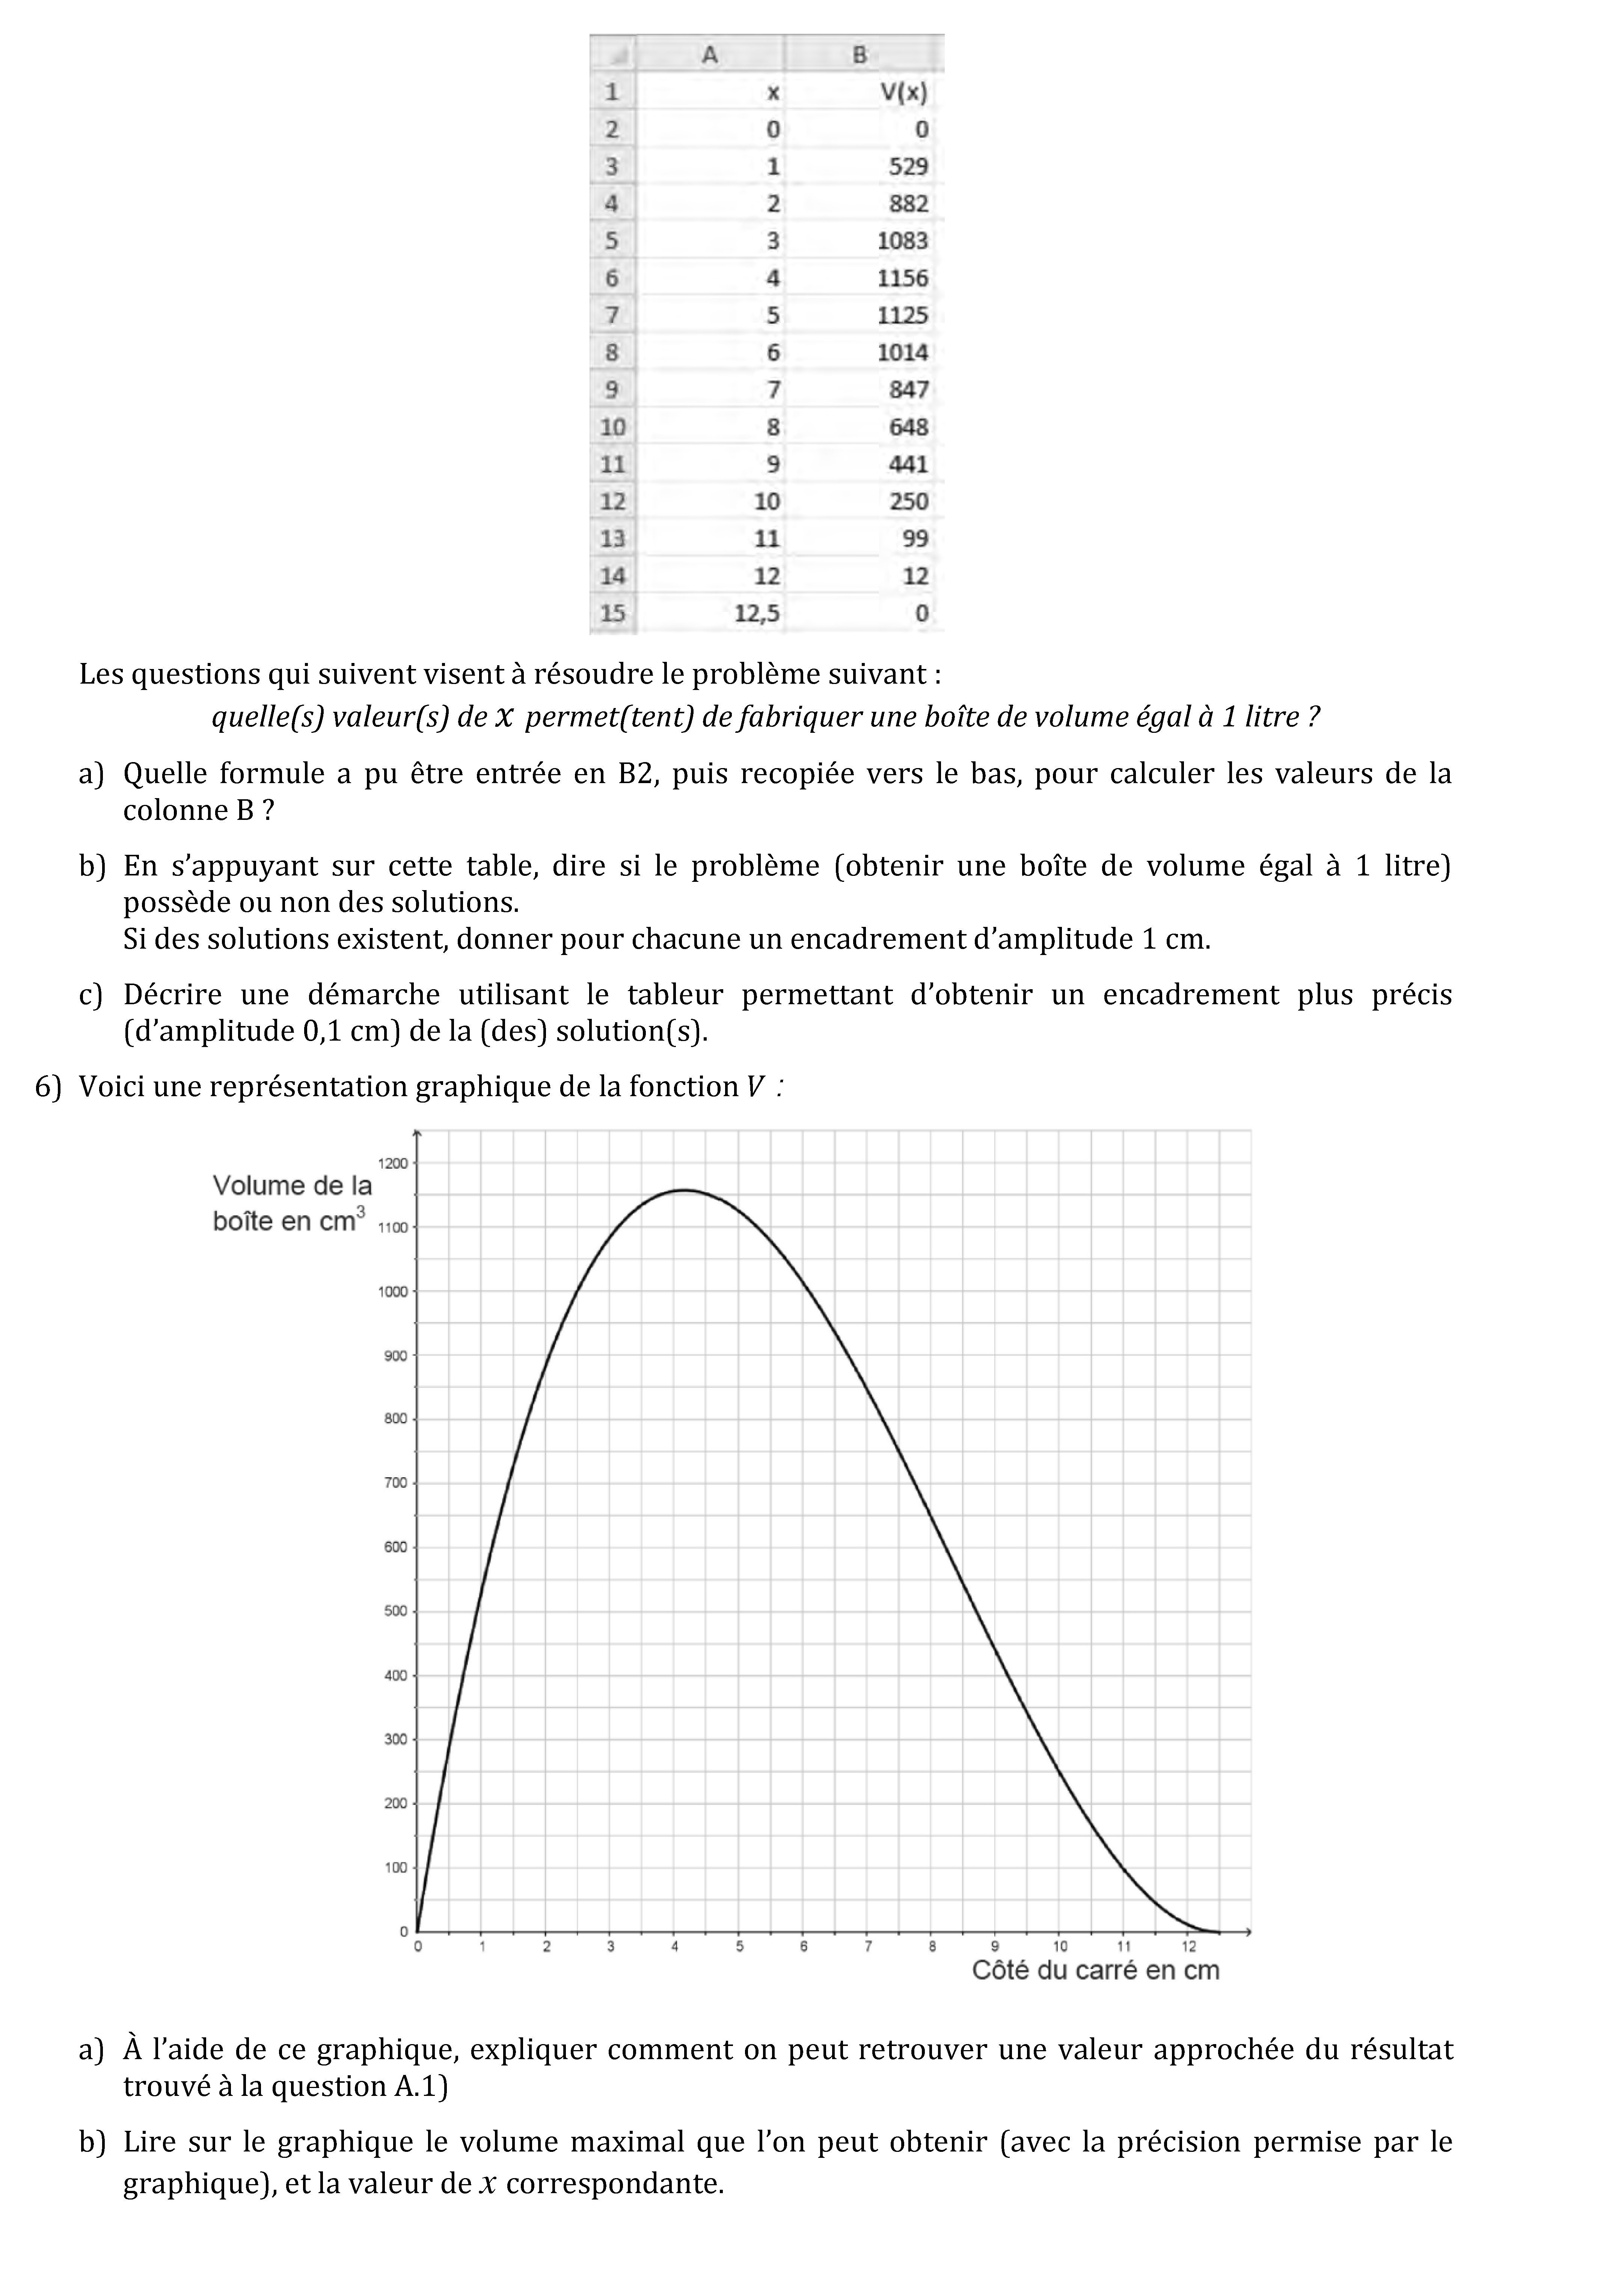 A B
1 x V(x)
2 0 0
3 1 529
4 2 882
5 3 1083
6 4 1156
7 5 1125
8 6 1014
9 7 847
10 8 648
11 9 441
12 10 250
13 11 99
14 12 12
15 12,5 0
Les questions qui suivent visent à résoudre le problème suivant :
quelle(s) valeur(s) de x permet(tent) de fabriquer une boîte de volume égal à 1 litre ?
a) Quelle formule a pu être entrée en B2, puis recopiée vers le bas, pour calculer les valeurs de la
colonne B ?
b) En s’appuyant sur cette table, dire si le problème (obtenir une boîte de volume égal à 1 litre)
possède ou non des solutions.
Si des solutions existent, donner pour chacune un encadrement d’amplitude 1 cm.
c) Décrire une démarche utilisant le tableur permettant d’obtenir un encadrement plus précis
(d’amplitude 0,1 cm) de la (des) solution(s).
6) Voici une représentation graphique de la fonction V :
Volume de la
boîte en cm³
1200
1100
1000
900
800
700
600
500
400
300
200
100
0
0 1 2 3 4 5 6 7 8 9 10 11 12
Côté du carré en cm
a) À l’aide de ce graphique, expliquer comment on peut retrouver une valeur approchée du résultat
trouvé à la question A.1)
b) Lire sur le graphique le volume maximal que l’on peut obtenir (avec la précision permise par le
graphique), et la valeur de x correspondante.